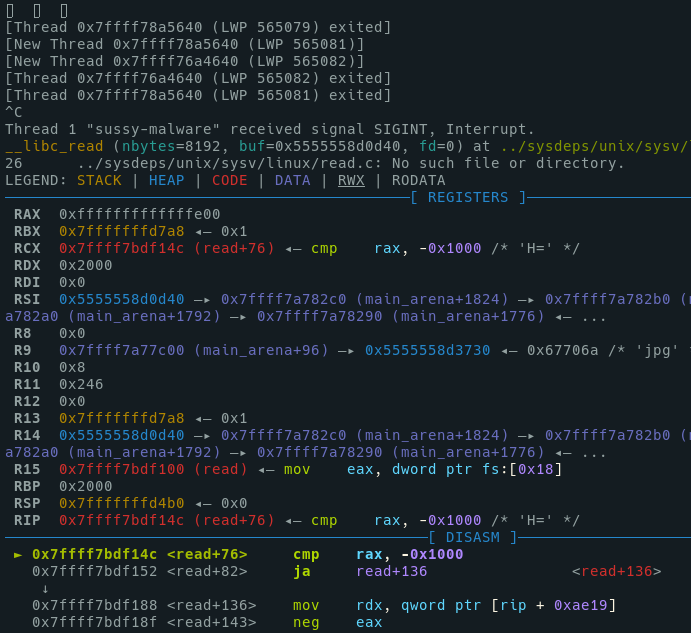 [Thread 0x7ffff78a5640 (LWP 565079) exited]
[New Thread 0x7ffff78a5640 (LWP 565081)]
[New Thread 0x7ffff76a4640 (LWP 565082)]
[Thread 0x7ffff76a4640 (LWP 565082) exited]
[Thread 0x7ffff78a5640 (LWP 565081) exited]
^C
Thread 1 "sussy-malware" received signal SIGINT, Interrupt.
__libc_read (nbytes=8192, buf=0x5555558d0d40, fd=0) at ../sysdeps/unix/sysv/l
26      ../sysdeps/unix/sysv/linux/read.c: No such file or directory.
LEGEND: STACK | HEAP | CODE | DATA | RWX | RODATA
[ REGISTERS ]
RAX  0xfffffffffffffe00
RBX  0x7fffffffd7a8 ◂— 0x1
RCX  0x7ffff7bdf14c (read+76) ◂— cmp    rax, -0x1000 /* 'H=' */
RDX  0x2000
RDI  0x0
RSI  0x5555558d0d40 —▸ 0x7ffff7a782c0 (main_arena+1824) —▸ 0x7ffff7a782b0 (m
a782a0 (main_arena+1792) —▸ 0x7ffff7a78290 (main_arena+1776) ◂— ...
R8   0x0
R9   0x7ffff7a77c00 (main_arena+96) —▸ 0x5555558d3730 ◂— 0x67706a /* 'jpg' *
R10  0x8
R11  0x246
R12  0x0
R13  0x7fffffffd7a8 ◂— 0x1
R14  0x5555558d0d40 —▸ 0x7ffff7a782c0 (main_arena+1824) —▸ 0x7ffff7a782b0 (m
a782a0 (main_arena+1792) —▸ 0x7ffff7a78290 (main_arena+1776) ◂— ...
R15  0x7ffff7bdf100 (read) ◂— mov    eax, dword ptr fs:[0x18]
RBP  0x2000
RSP  0x7fffffffd4b0 ◂— 0x0
RIP  0x7ffff7bdf14c (read+76) ◂— cmp    rax, -0x1000 /* 'H=' */
[ DISASM ]
► 0x7ffff7bdf14c <read+76>     cmp    rax, -0x1000
0x7ffff7bdf152 <read+82>     ja     read+136                <read+136>
↓
0x7ffff7bdf188 <read+136>    mov    rdx, qword ptr [rip + 0xae19]
0x7ffff7bdf18f <read+143>    neg    eax